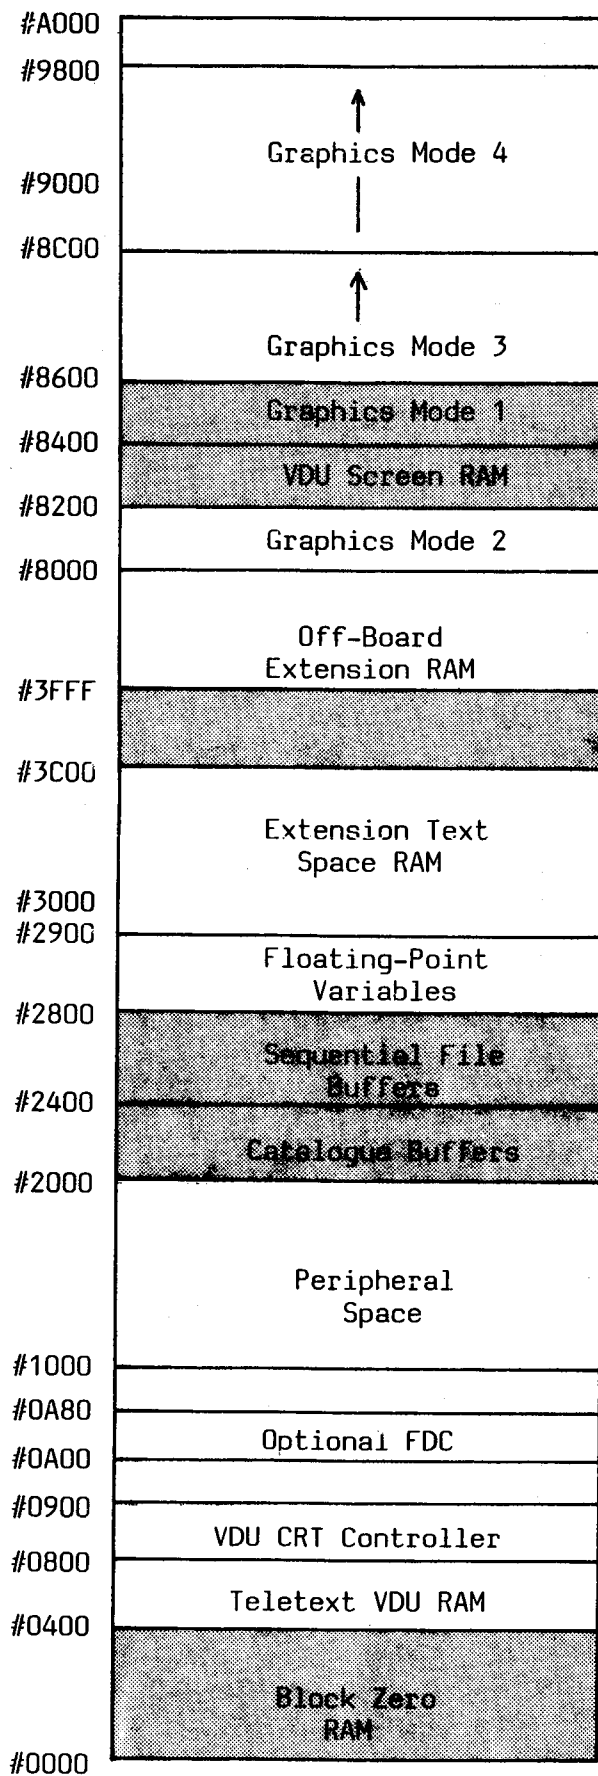 #A000
#9800
Graphics Mode 4
#9000
#8C00
Graphics Mode 3
#8600
Graphics Mode 1
#8400
VDU Screen RAM
#8200
Graphics Mode 2
#8000
Off-Board
Extension RAM
#3FFF
#3C00
Extension Text
Space RAM
#3000
#2900
Floating-Point
Variables
#2800
Sequential File
Buffers
#2400
Catalogue Buffers
#2000
Peripheral
Space
#1000
#0A80
Optional FDC
#0A00
#0900
VDU CRT Controller
#0800
Teletext VDU RAM
#0400
Block Zero
RAM
#0000